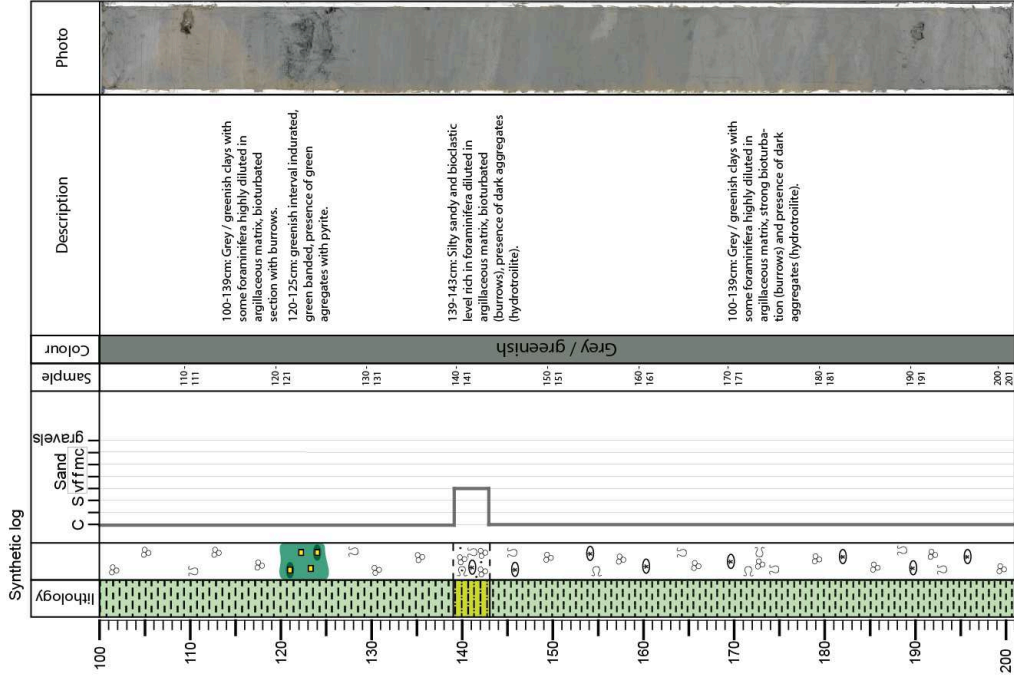 Synthetic log
lithology
C
S
vf f m c
Sand
gravels
Sample
Colour
Description
Photo
100
110
120
130
140
150
160
170
180
190
200
110-
111
120-
121
130-
131
140-
141
150-
151
160-
161
170-
171
180-
181
190-
191
200-
201
Grey / greenish
100-139cm: Grey / greenish clays with
some foraminifera highly diluted in
argillaceous matrix, bioturbated
section with burrows.
120-125cm: greenish interval indurated,
green banded, presence of green
agregates with pyrite.
139-143cm: Silty sandy and bioclastic
level rich in foraminifera diluted in
argillaceous matrix, bioturbated
(burrows), presence of dark aggregates
(hydrotroilite).
100-139cm: Grey / greenish clays with
some foraminifera highly diluted in
argillaceous matrix, strong bioturba-
tion (burrows) and presence of dark
aggregates (hydrotroilite).